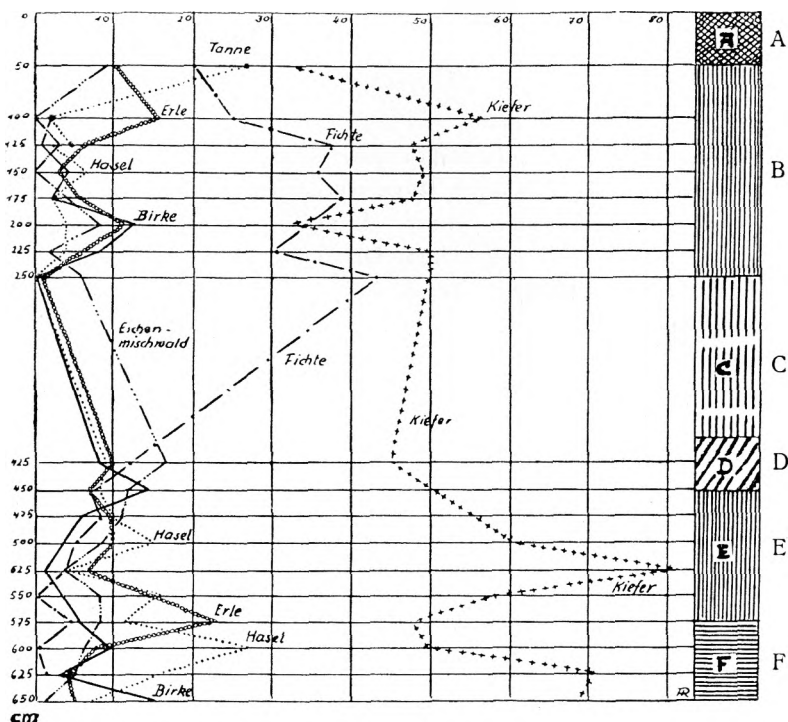 0 10 20 30 40 50 60 70 80
A A
50
Tanne
100
Erle
Kiefer
125
Fichte
150
Hasel
B
175
200
Birke
225
250
Eichen-
mischwald
Fichte
C C
Kiefer
425
D D
450
475
Hasel
500
E E
525
Kiefer
550
575
Erle
Hasel
600
F F
625
Birke
650
cm